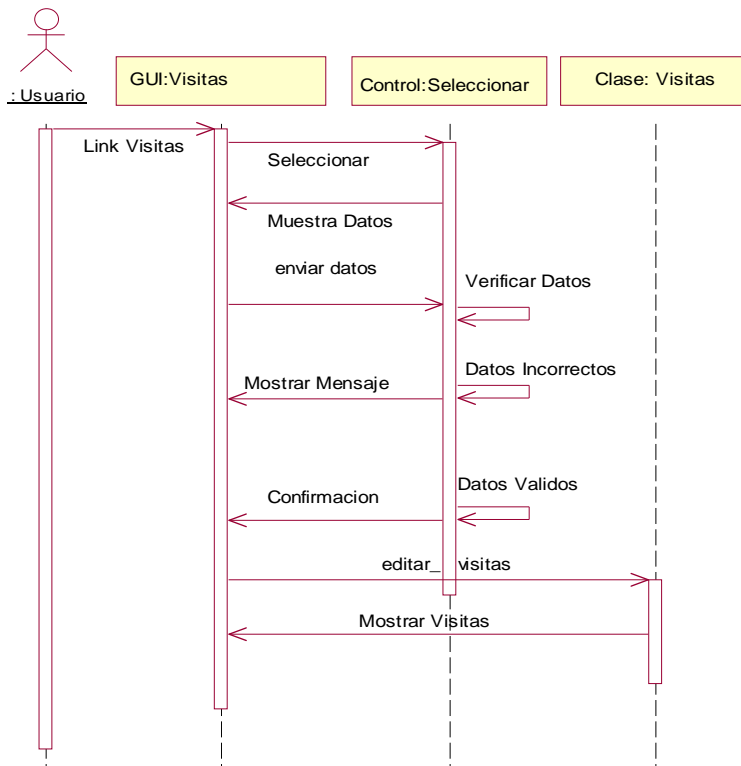 : Usuario
GUI:Visitas
Control:Seleccionar
Clase: Visitas
Link Visitas
Seleccionar
Muestra Datos
enviar datos
Verificar Datos
Datos Incorrectos
Mostrar Mensaje
Datos Validos
Confirmacion
editar_ visitas
Mostrar Visitas